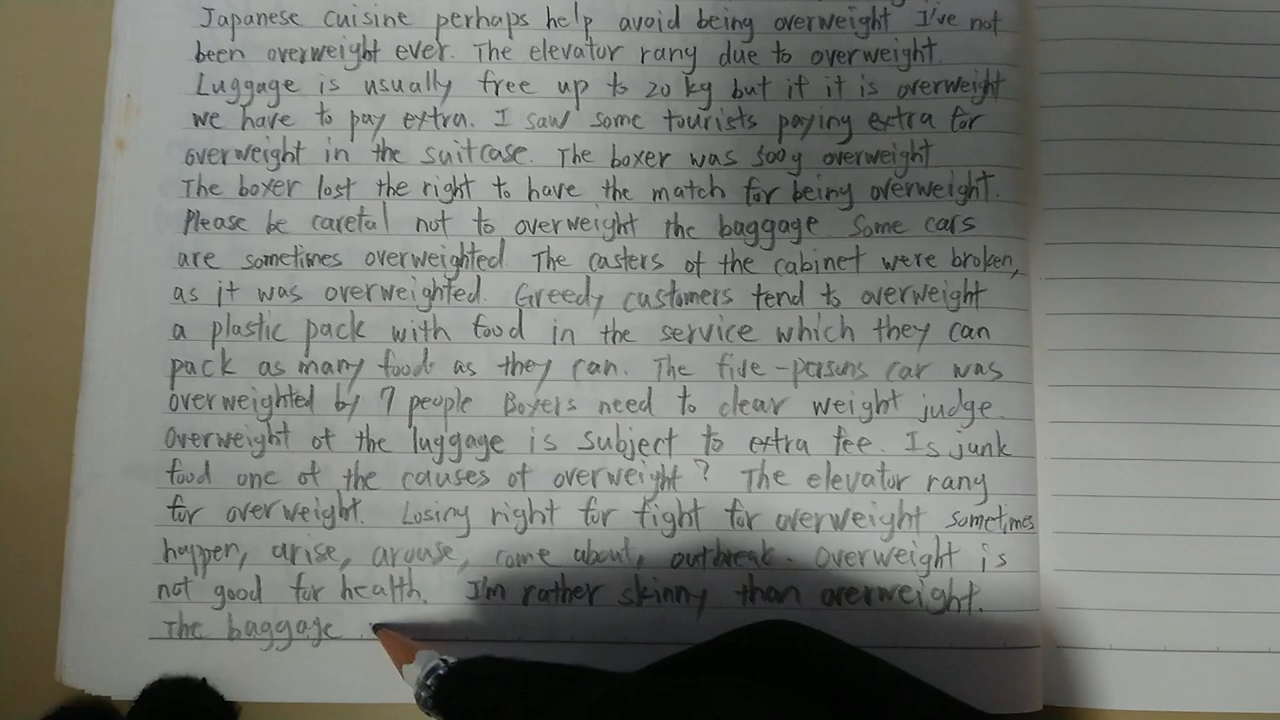 Japanese cuisine perhaps help avoid being overweight I've not
been overweight ever. The elevator rang due to overweight.
Luggage is usually free up to 20 kg but if it is overweight
we have to pay extra. I saw some tourists paying extra for
overweight in the suitcase. The boxer was 500g overweight
The boxer lost the right to have the match for being overweight.
Please be careful not to overweight the baggage Some cars
are sometimes overweighted The casters of the cabinet were broken,
as it was overweighted. Greedy customers tend to overweight
a plastic pack with food in the service which they can
pack as many foods as they can. The five-persons car was
overweighted by 7 people Boxers need to clear weight judge.
Overweight of the luggage is subject to extra fee. Is junk
food one of the causes of overweight? The elevator rang
for overweight. Losing right for fight for overweight sometimes
happen, arise, arouse, come about, outbreak. Overweight is
not good for health. I'm rather skinny than overweight.
The baggage